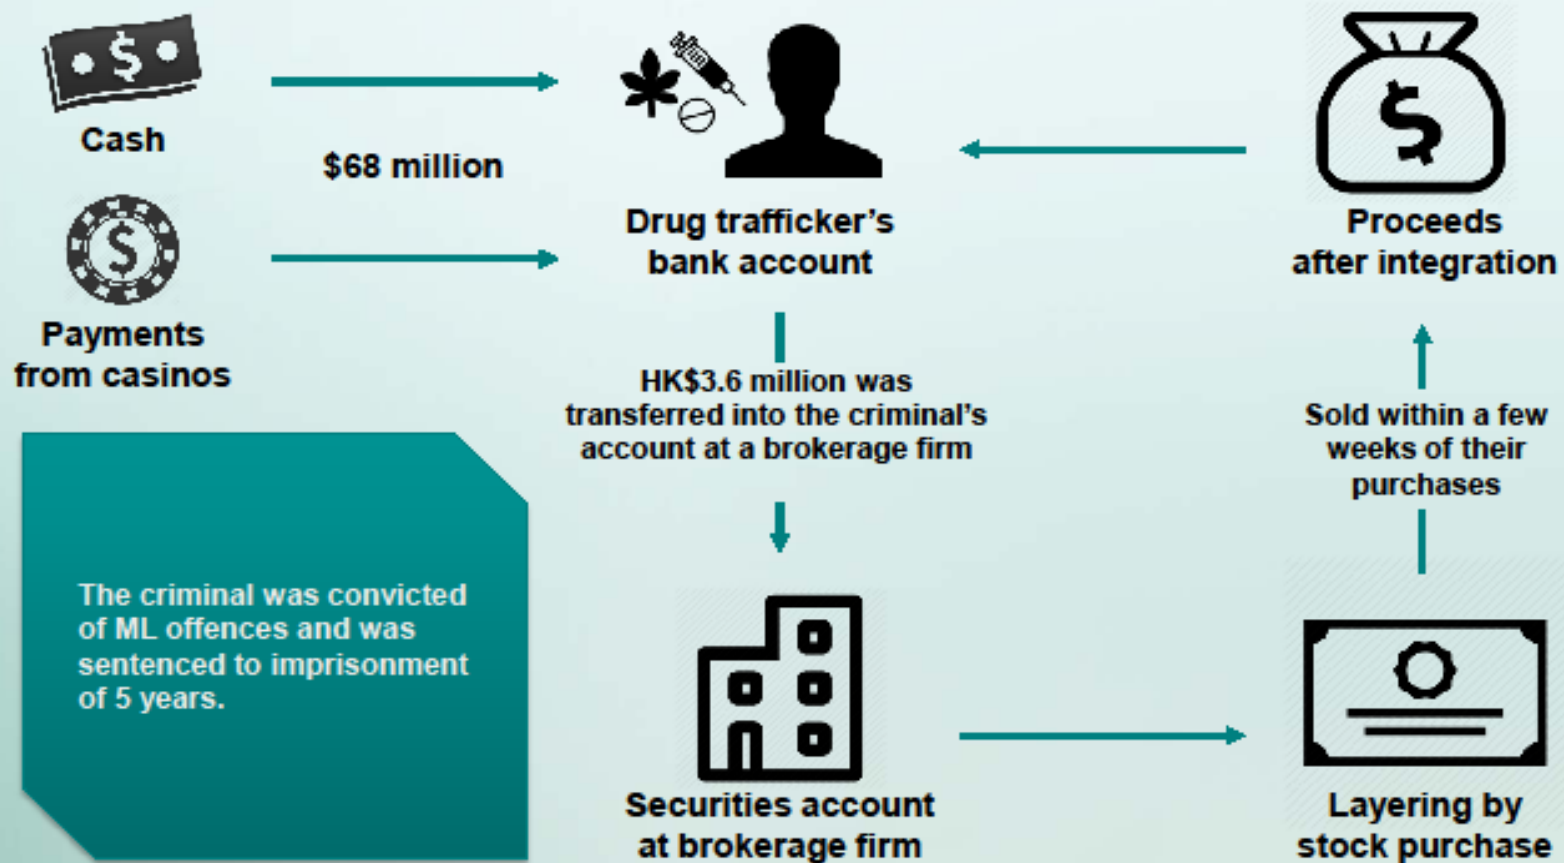 Cash
$68 million
Payments
from casinos
Drug trafficker's
bank account
Proceeds
after integration
HK$3.6 million was
transferred into the criminal's
account at a brokerage firm
Sold within a few
weeks of their
purchases
The criminal was convicted
of ML offences and was
sentenced to imprisonment
of 5 years.
Securities account
at brokerage firm
Layering by
stock purchase